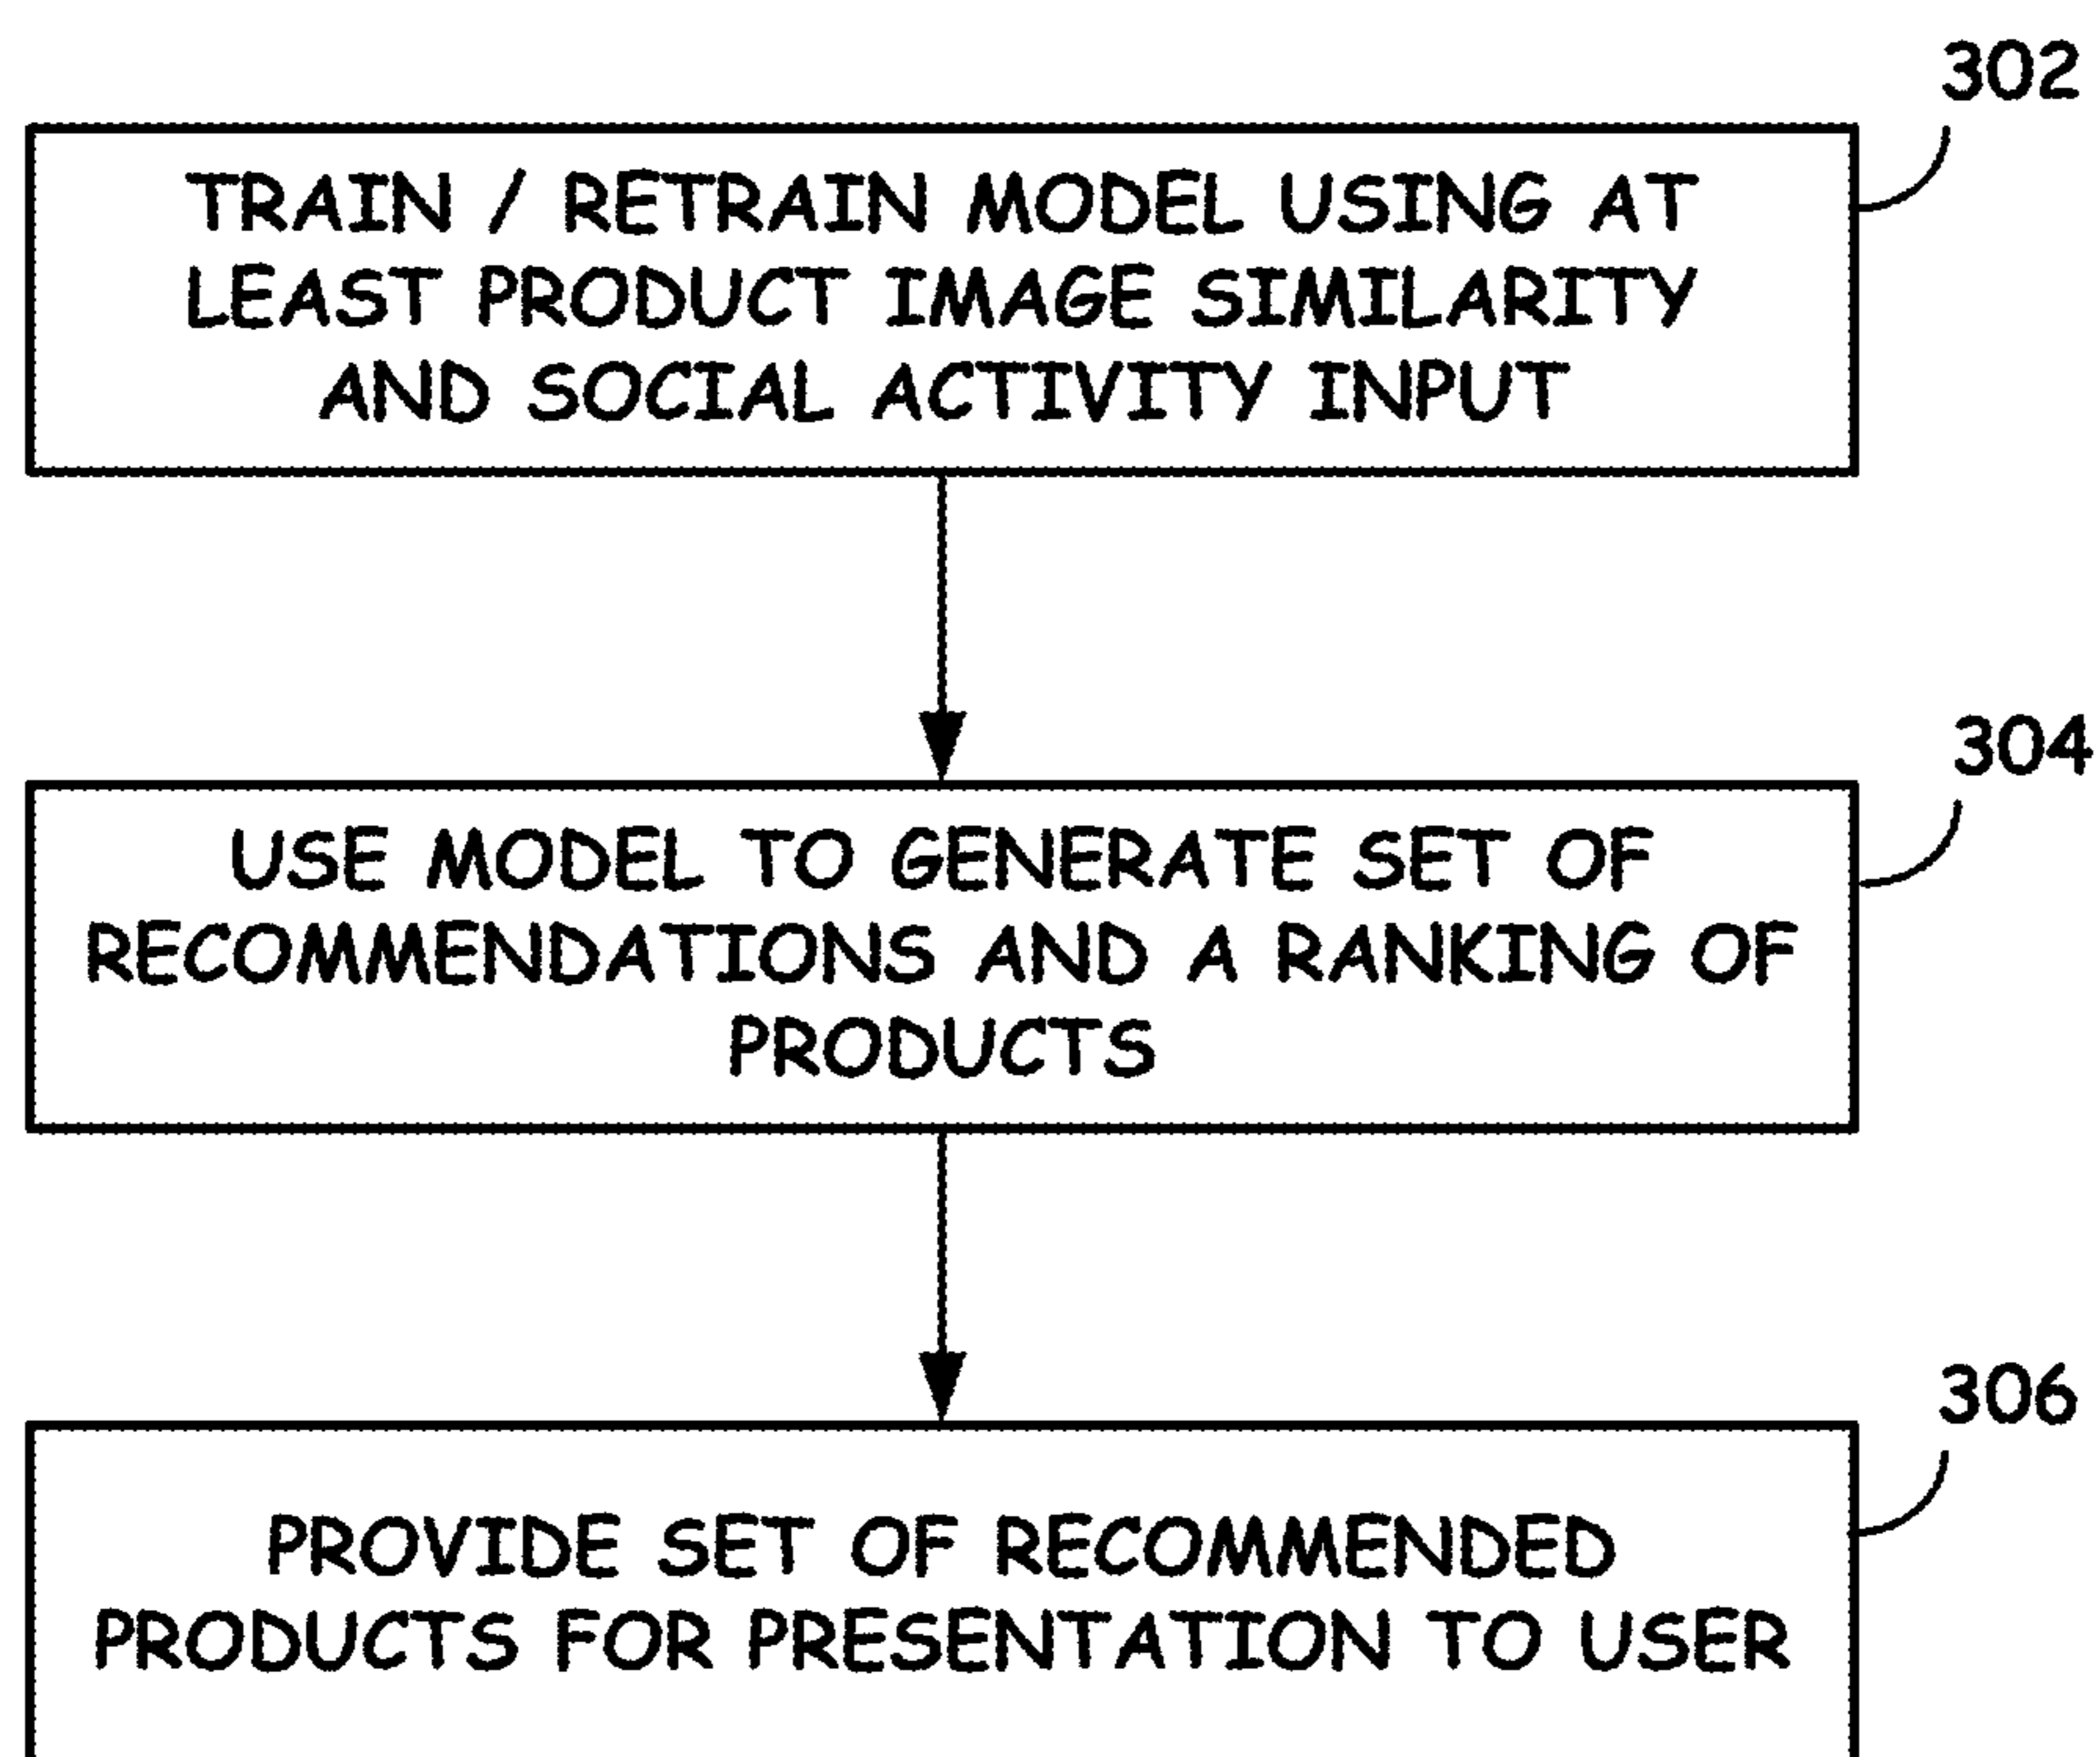 302
TRAIN / RETRAIN MODEL USING AT
LEAST PRODUCT IMAGE SIMILARITY
AND SOCIAL ACTIVITY INPUT
304
USE MODEL TO GENERATE SET OF
RECOMMENDATIONS AND A RANKING OF
PRODUCTS
306
PROVIDE SET OF RECOMMENDED
PRODUCTS FOR PRESENTATION TO USER